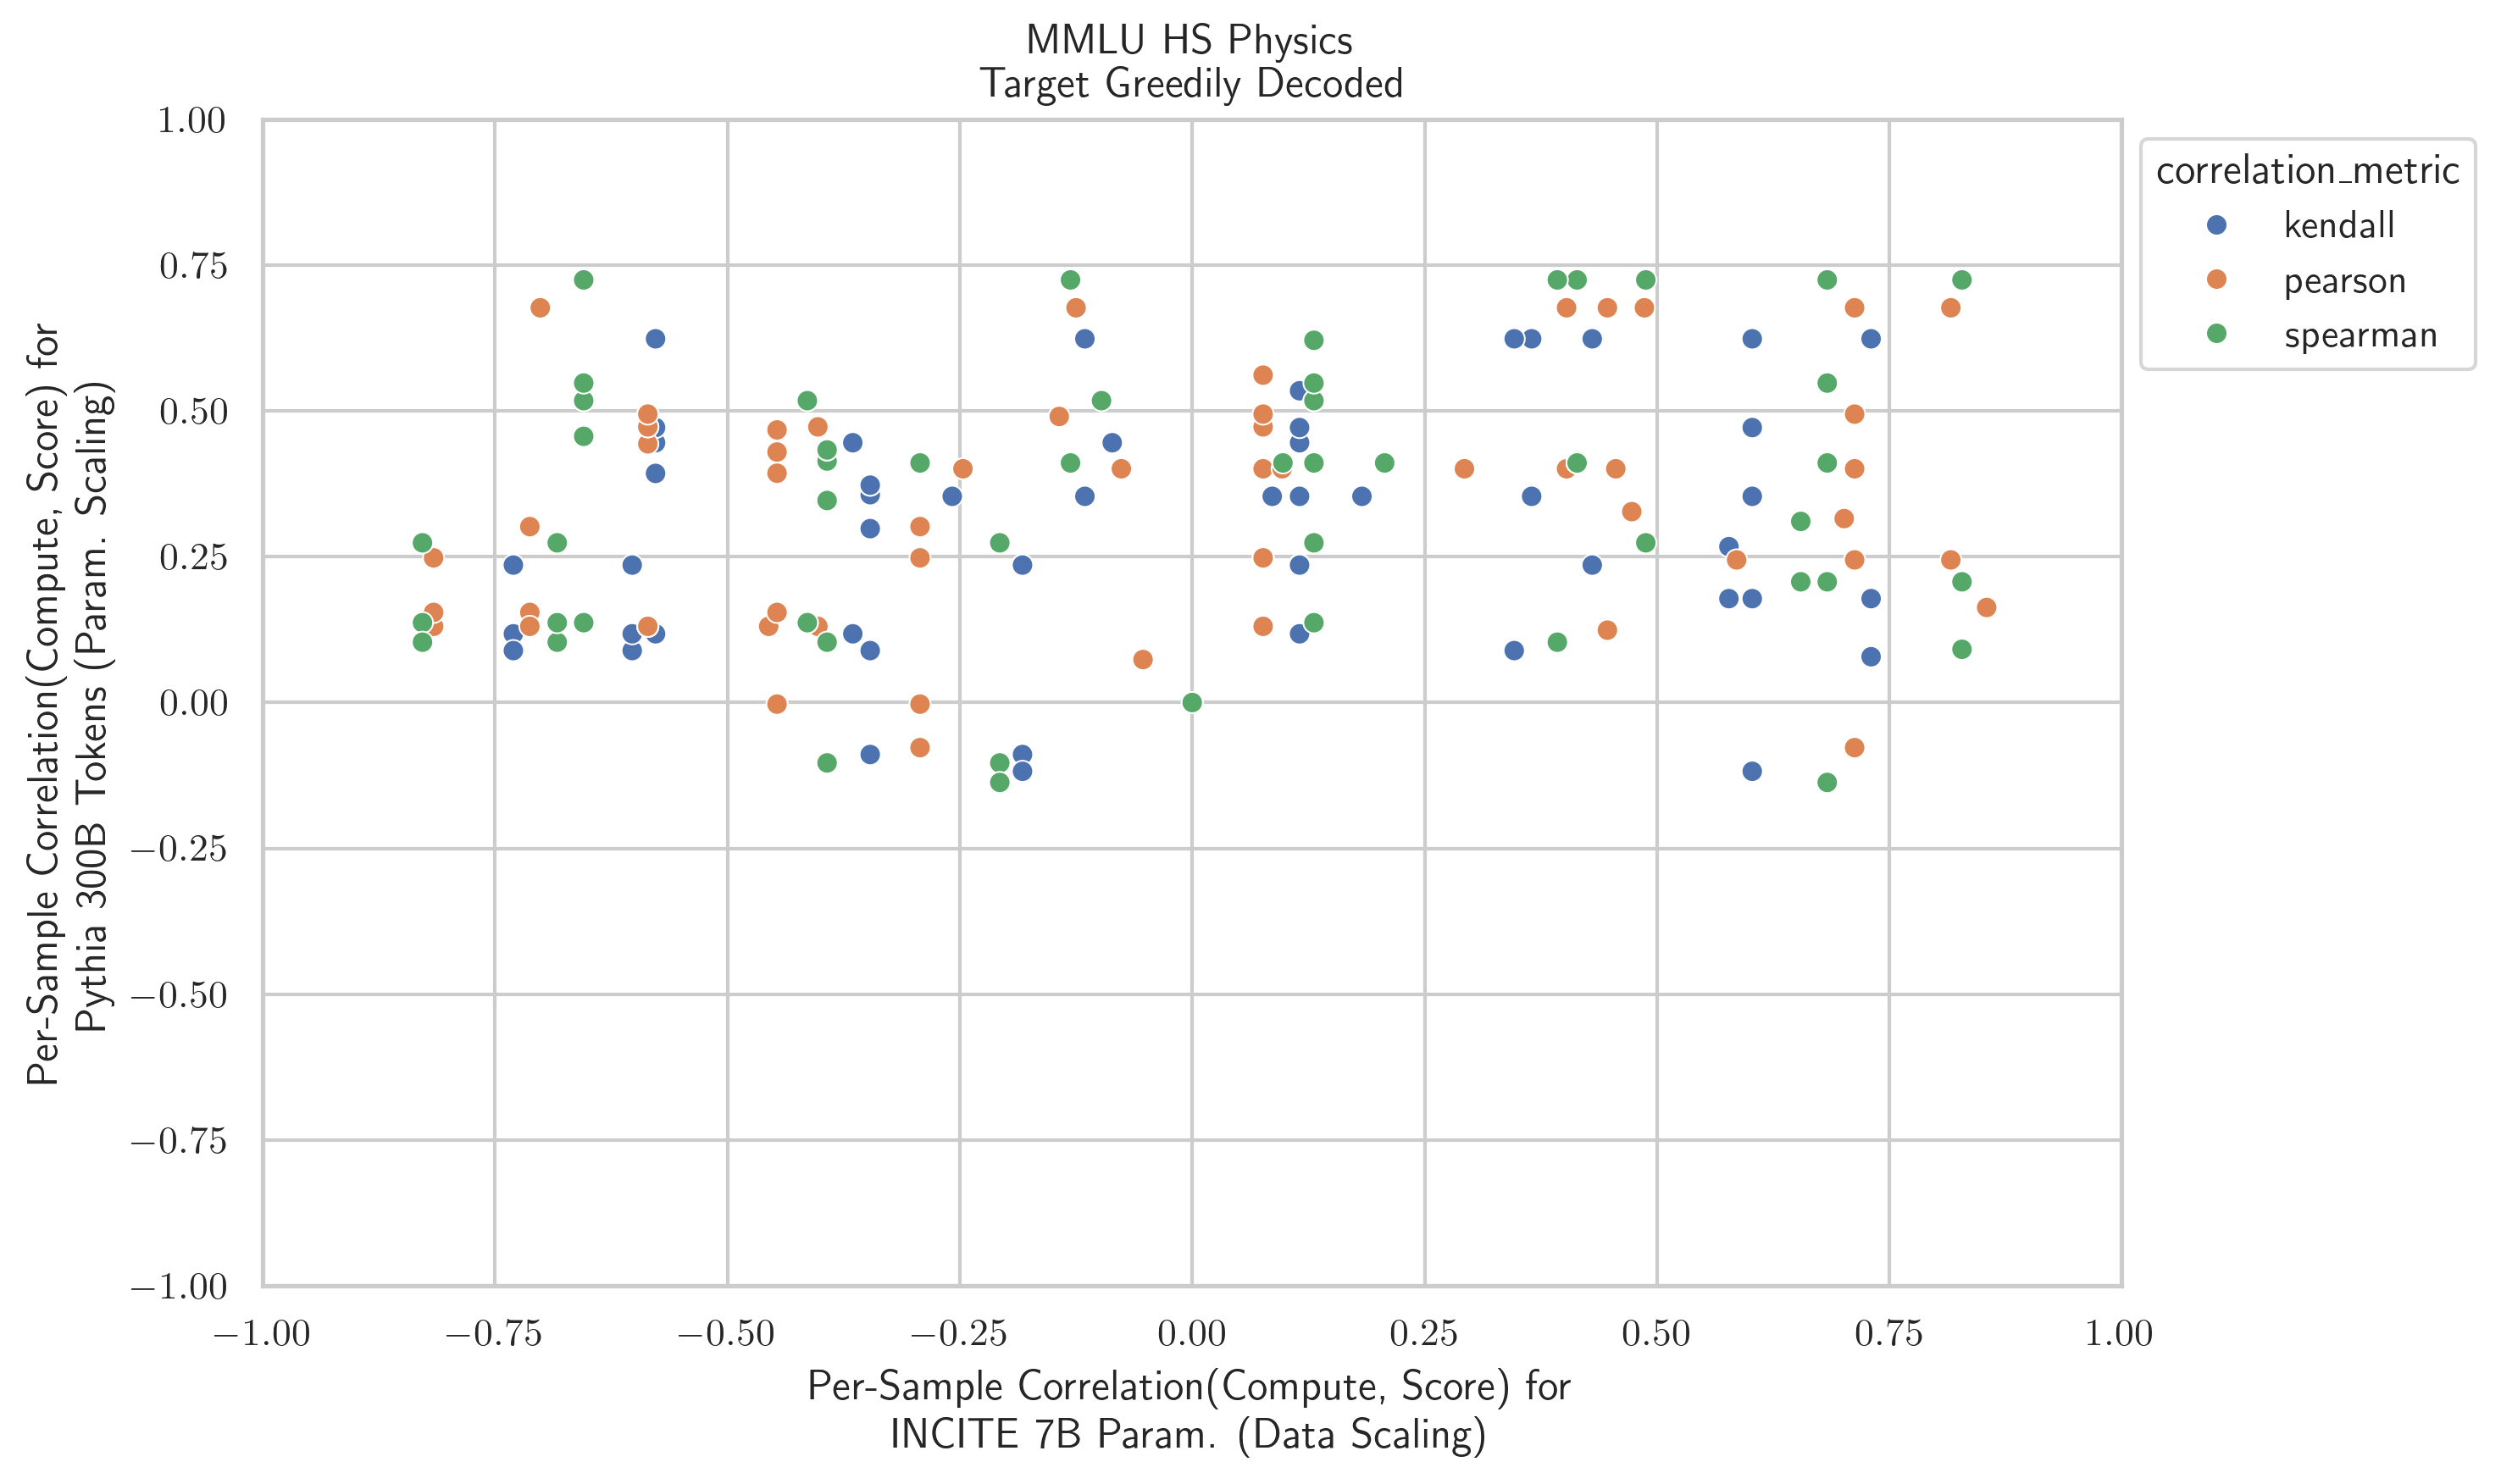 MMLU HS Physics
Target Greedily Decoded
Per-Sample Correlation(Compute, Score) for
Pythia 300B Tokens (Param. Scaling)
1.00
0.75
0.50
0.25
0.00
−0.25
−0.50
−0.75
−1.00
−1.00 −0.75 −0.50 −0.25 0.00 0.25 0.50 0.75 1.00
Per-Sample Correlation(Compute, Score) for
INCITE 7B Param. (Data Scaling)
correlation_metric
kendall
pearson
spearman